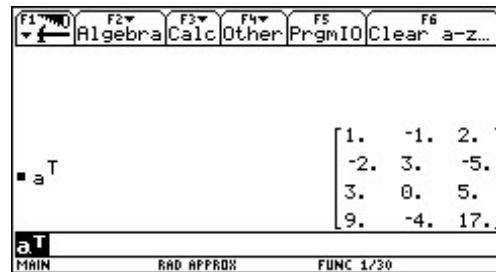 F1 F2 F3 F4 F5 F6
Algebra Calc Other PrgmIO Clear a-z…
1. -1. 2.
-2. 3. -5.
aᵀ
3. 0. 5.
9. -4. 17.
aᵀ
MAIN RAD APPROX FUNC 1/30